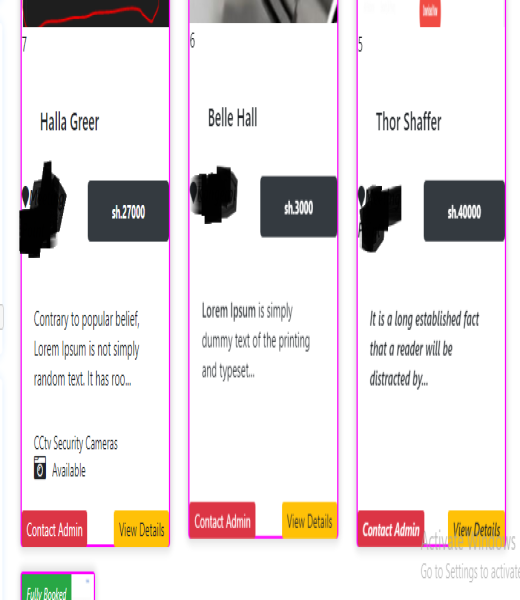 7
Halla Greer
sh.27000
Contrary to popular belief,
Lorem Ipsum is not simply
random text. It has roo...
CCtv Security Cameras
Available
Contact Admin
View Details
6
Belle Hall
sh.3000
Lorem Ipsum is simply
dummy text of the printing
and typeset...
Contact Admin
View Details
5
Thor Shaffer
sh.40000
It is a long established fact
that a reader will be
distracted by...
Contact Admin
View Details
Fully Booked
Activate Windows
Go to Settings to activate